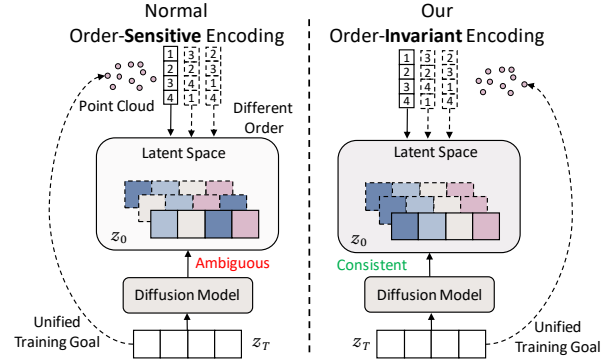 Normal
Order-Sensitive Encoding
1 3 2
2 2 3
3 4 1
4 1 4
Point Cloud
Different
Order
Latent Space
z₀
Ambiguous
Diffusion Model
Unified
Training Goal
z_T
Our
Order-Invariant Encoding
1 3 2
2 2 3
3 4 1
4 1 4
Latent Space
z₀
Consistent
Diffusion Model
z_T
Unified
Training Goal